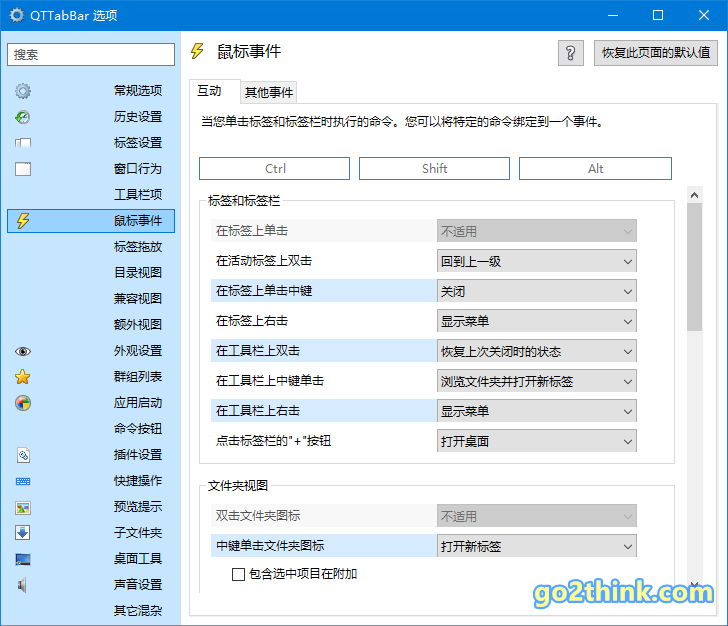 QTTabBar 选项
搜索
常规选项
历史设置
标签设置
窗口行为
工具栏项
鼠标事件
标签拖放
目录视图
兼容视图
额外视图
外观设置
群组列表
应用启动
命令按钮
插件设置
快捷操作
预览提示
子文件夹
桌面工具
声音设置
其它混杂
鼠标事件
?
恢复此页面的默认值
互动
其他事件
当您单击标签和标签栏时执行的命令。您可以将特定的命令绑定到一个事件。
Ctrl
Shift
Alt
标签和标签栏
在标签上单击 不适用
在活动标签上双击 回到上一级
在标签上单击中键 关闭
在标签上右击 显示菜单
在工具栏上双击 恢复上次关闭时的状态
在工具栏上中键单击 浏览文件夹并打开新标签
在工具栏上右击 显示菜单
点击标签栏的"+"按钮 打开桌面
文件夹视图
双击文件夹图标 不适用
中键单击文件夹图标 打开新标签
包含选中项目在附加
go2think.com